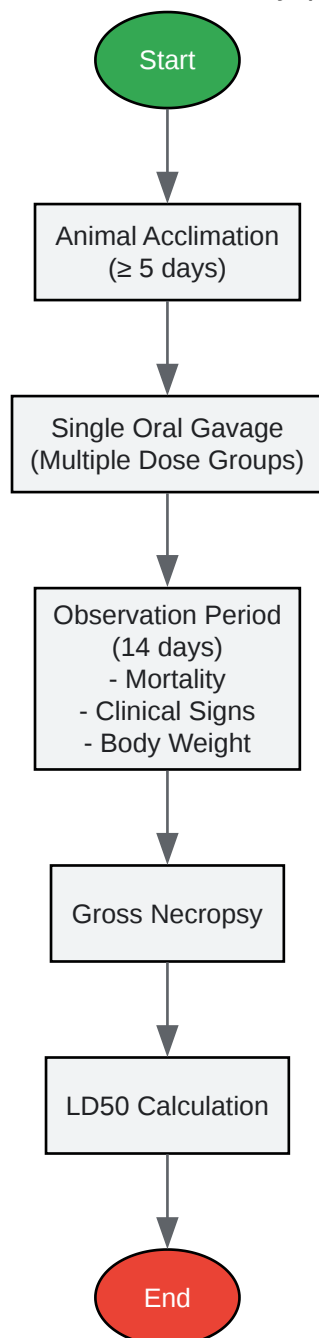 Start
Animal Acclimation
(≥ 5 days)
Single Oral Gavage
(Multiple Dose Groups)
Observation Period
(14 days)
- Mortality
- Clinical Signs
- Body Weight
Gross Necropsy
LD50 Calculation
End